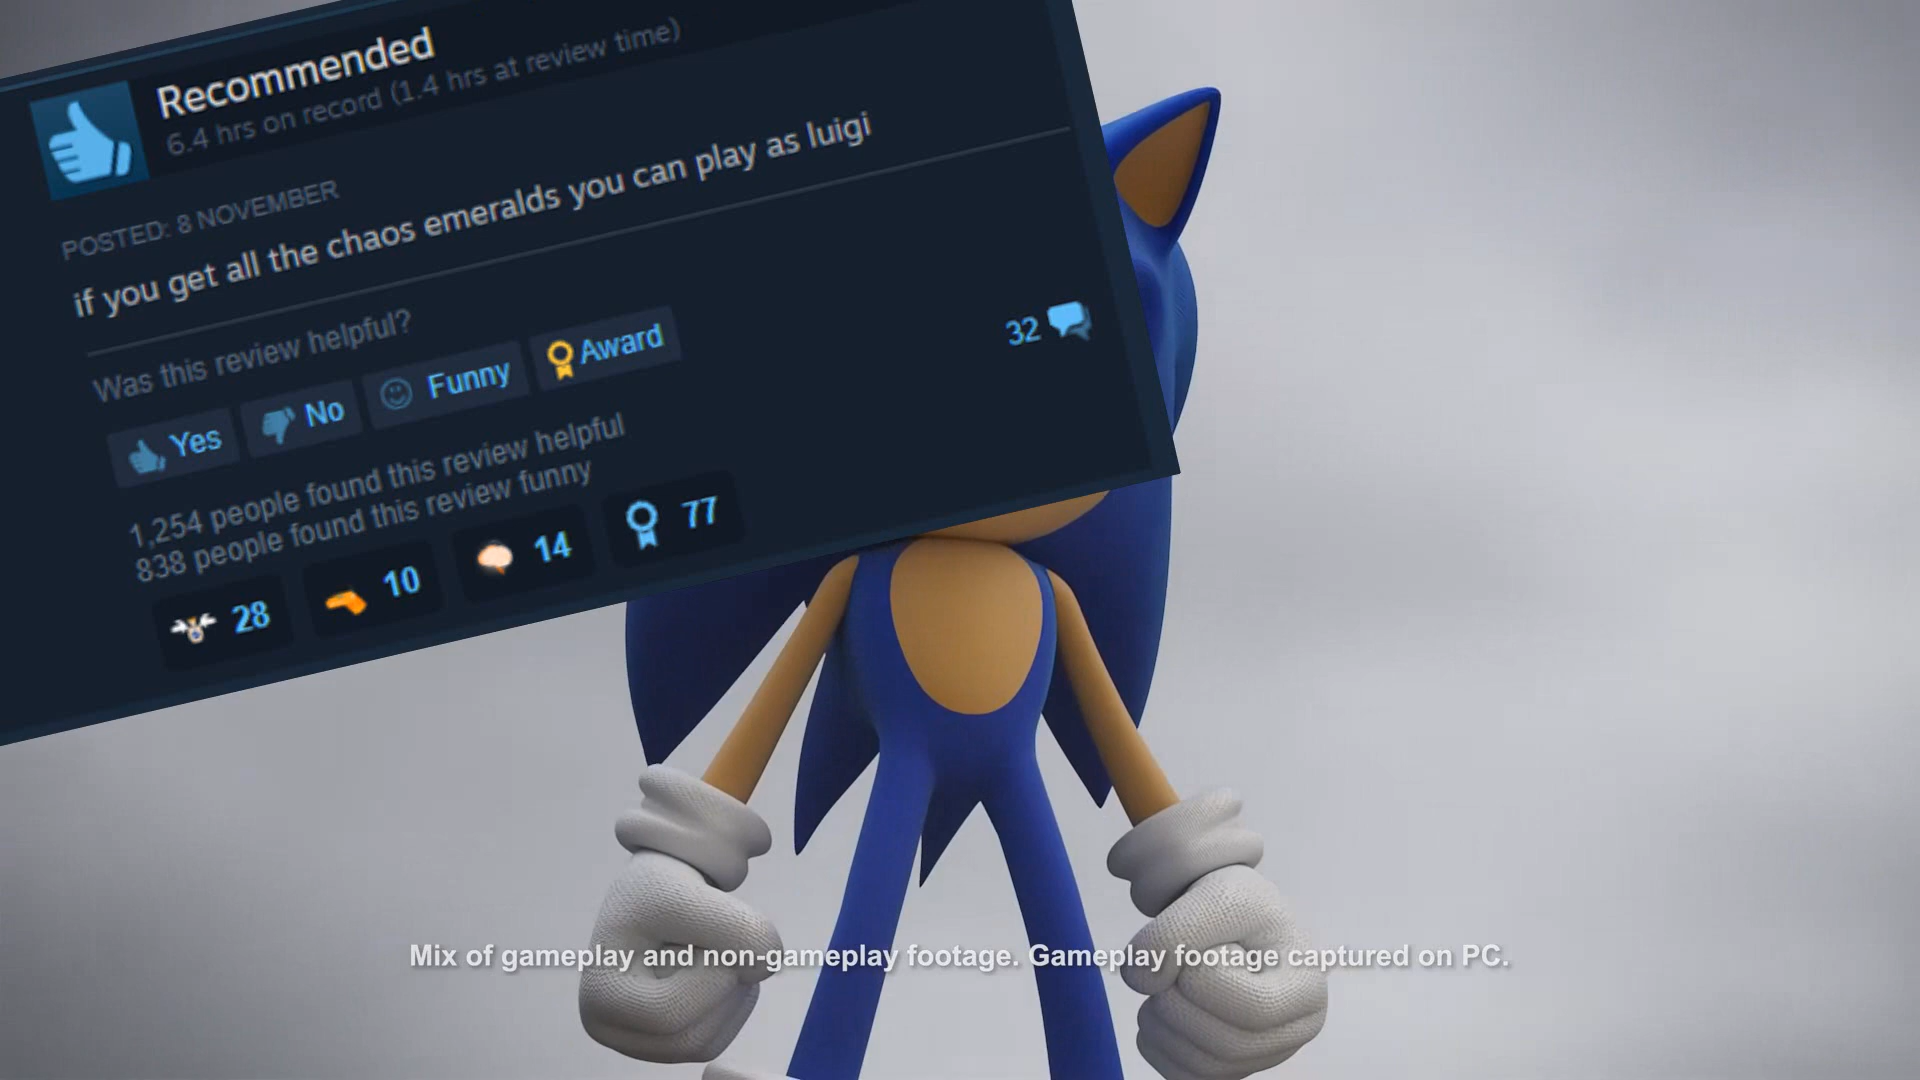 Recommended
6.4 hrs on record (1.4 hrs at review time)
POSTED: 8 NOVEMBER
if you get all the chaos emeralds you can play as luigi
Was this review helpful?
Yes No Funny Award
32
1,254 people found this review helpful
838 people found this review funny
28 10 14 77
Mix of gameplay and non-gameplay footage. Gameplay footage captured on PC.